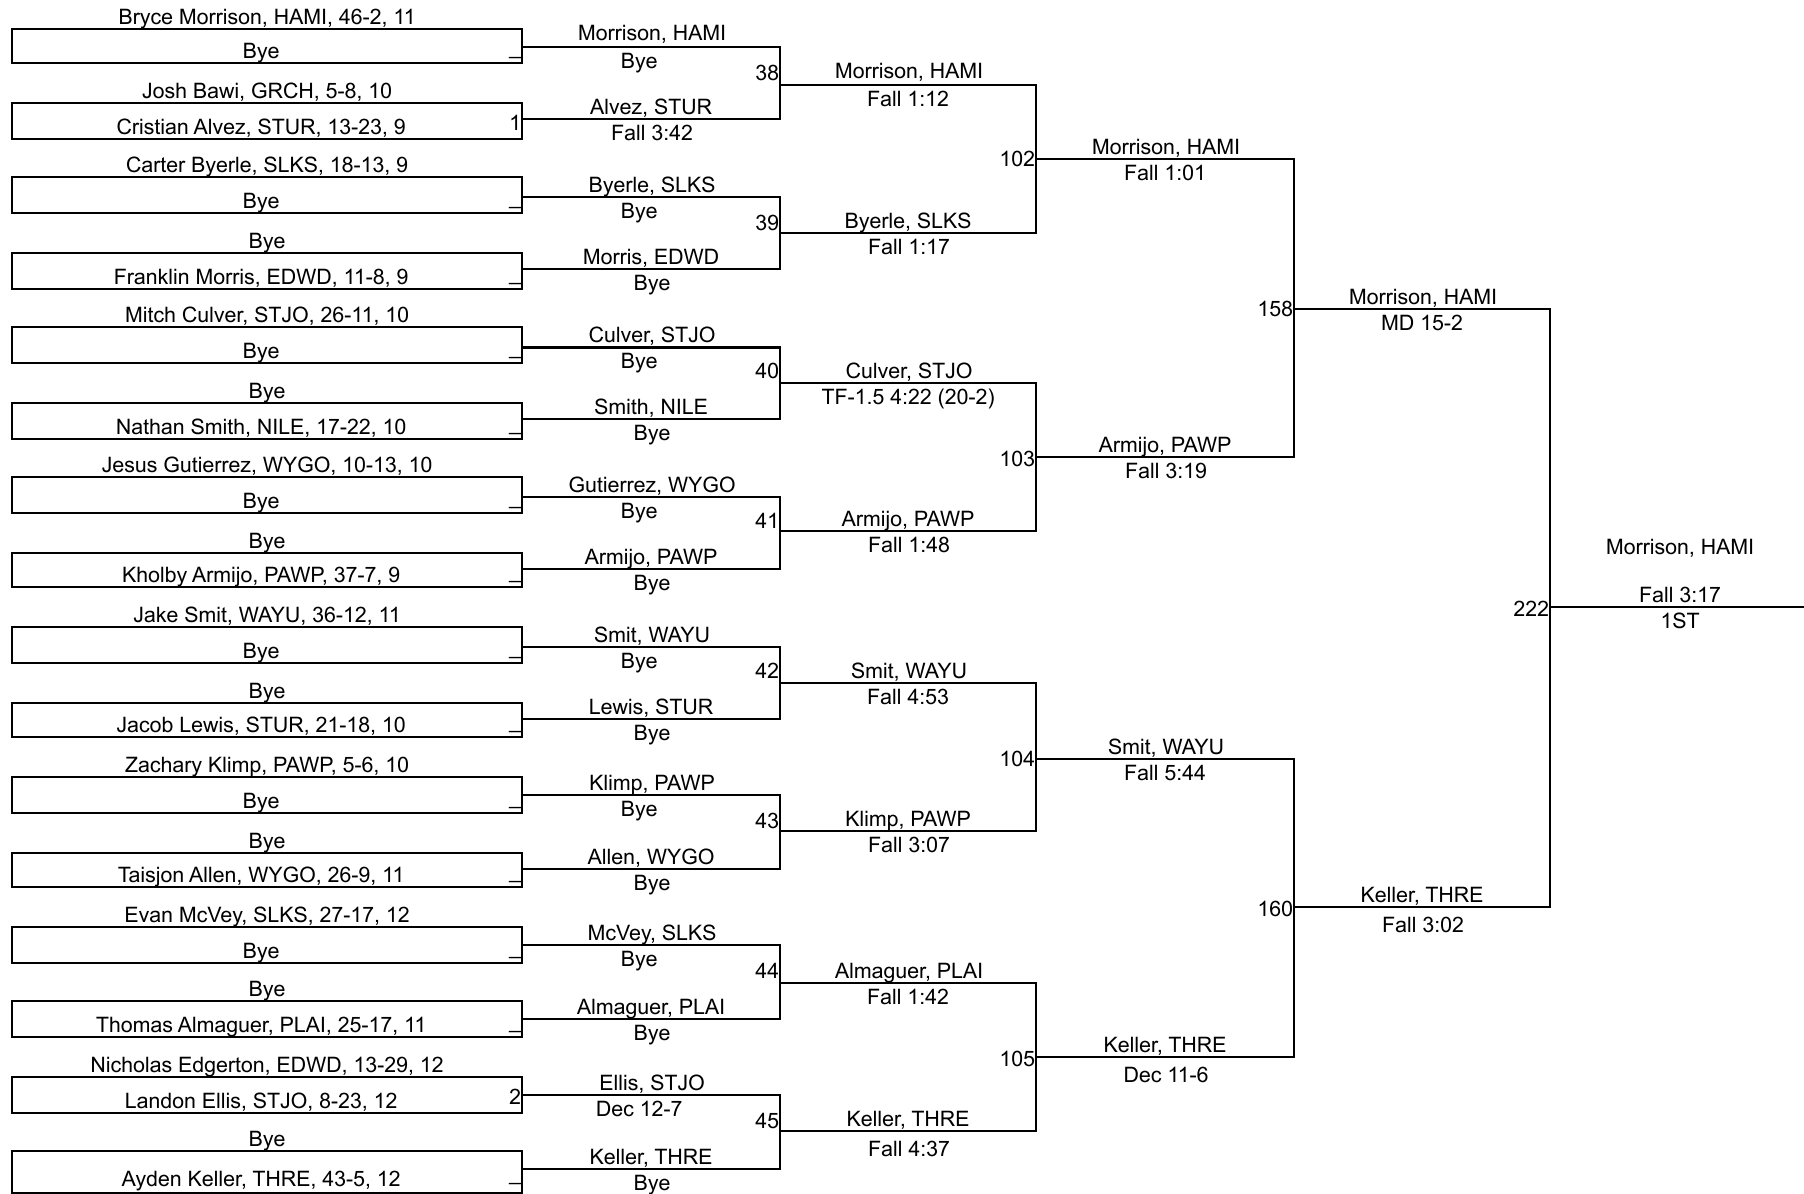 Bryce Morrison, HAMI, 46-2, 11
Bye
Josh Bawi, GRCH, 5-8, 10
Cristian Alvez, STUR, 13-23, 9
1
Carter Byerle, SLKS, 18-13, 9
Bye
Bye
Franklin Morris, EDWD, 11-8, 9
Mitch Culver, STJO, 26-11, 10
Bye
Bye
Nathan Smith, NILE, 17-22, 10
Jesus Gutierrez, WYGO, 10-13, 10
Bye
Bye
Kholby Armijo, PAWP, 37-7, 9
Jake Smit, WAYU, 36-12, 11
Bye
Bye
Jacob Lewis, STUR, 21-18, 10
Zachary Klimp, PAWP, 5-6, 10
Bye
Bye
Taisjon Allen, WYGO, 26-9, 11
Evan McVey, SLKS, 27-17, 12
Bye
Bye
Thomas Almaguer, PLAI, 25-17, 11
Nicholas Edgerton, EDWD, 13-29, 12
Landon Ellis, STJO, 8-23, 12
2
Bye
Ayden Keller, THRE, 43-5, 12
Morrison, HAMI
Bye
38
Alvez, STUR
Fall 3:42
Byerle, SLKS
Bye
39
Morris, EDWD
Bye
Culver, STJO
Bye
40
Smith, NILE
Bye
Gutierrez, WYGO
Bye
41
Armijo, PAWP
Bye
Smit, WAYU
Bye
42
Lewis, STUR
Bye
Klimp, PAWP
Bye
43
Allen, WYGO
Bye
McVey, SLKS
Bye
44
Almaguer, PLAI
Bye
Ellis, STJO
Dec 12-7
45
Keller, THRE
Bye
Morrison, HAMI
Fall 1:12
102
Byerle, SLKS
Fall 1:17
Culver, STJO
TF-1.5 4:22 (20-2)
103
Armijo, PAWP
Fall 1:48
Smit, WAYU
Fall 4:53
104
Klimp, PAWP
Fall 3:07
Almaguer, PLAI
Fall 1:42
105
Keller, THRE
Fall 4:37
Morrison, HAMI
Fall 1:01
158
Armijo, PAWP
Fall 3:19
Smit, WAYU
Fall 5:44
160
Keller, THRE
Dec 11-6
Morrison, HAMI
MD 15-2
222
Keller, THRE
Fall 3:02
Morrison, HAMI
Fall 3:17
1ST